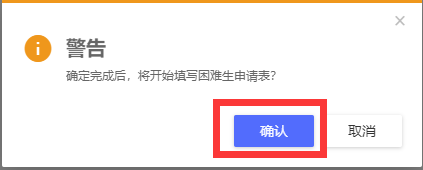 警告
确定完成后，将开始填写困难生申请表？
确认
取消